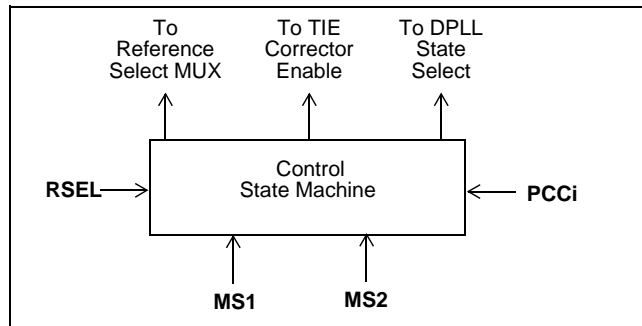 To
Reference
Select MUX
To TIE
Corrector
Enable
To DPLL
State
Select
Control
State Machine
RSEL
PCCi
MS1
MS2